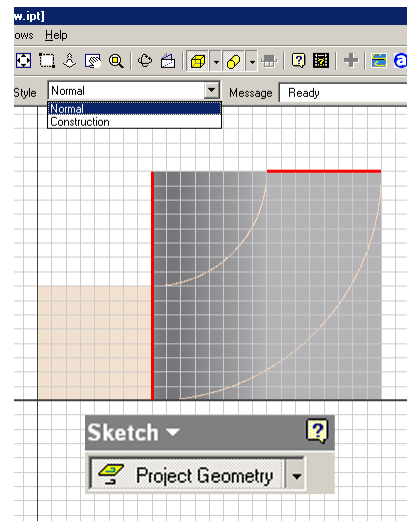 w.ipt]
ows Help
Style Normal Message Ready
Normal
Construction
Sketch
Project Geometry